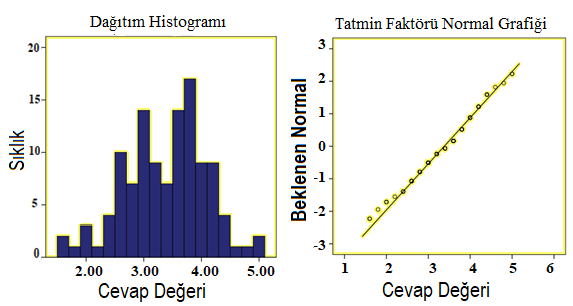 Dağıtım Histogramı
Sıklık
20
15
10
5
0
2.00 3.00 4.00 5.00
Cevap Değeri
Tatmin Faktörü Normal Grafiği
Beklenen Normal
3
2
1
0
-1
-2
-3
1 2 3 4 5 6
Cevap Değeri